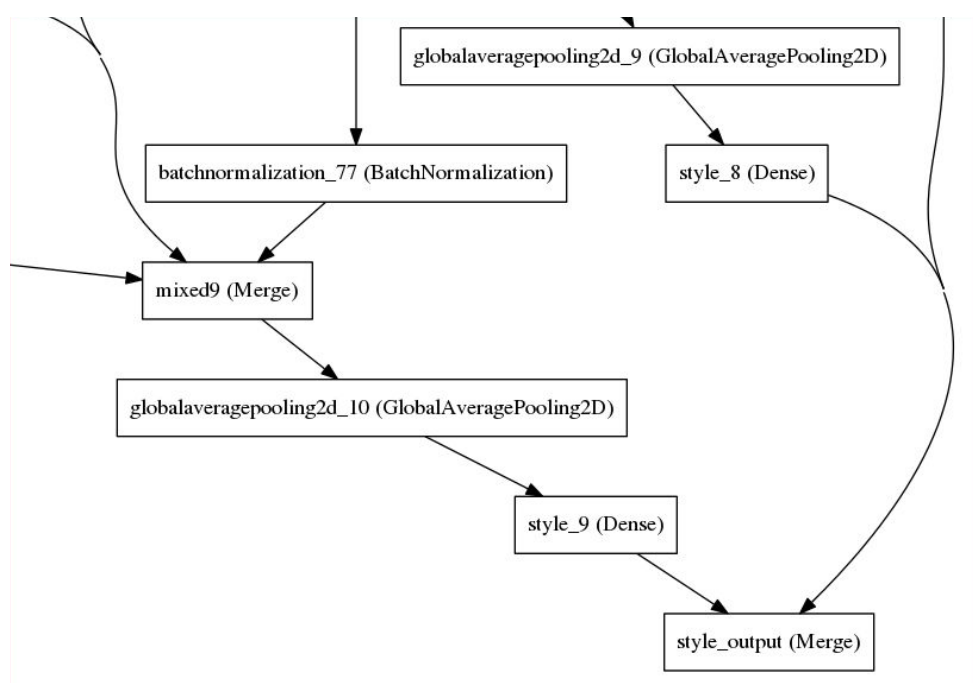 globalaveragepooling2d_9 (GlobalAveragePooling2D)
batchnormalization_77 (BatchNormalization)
style_8 (Dense)
mixed9 (Merge)
globalaveragepooling2d_10 (GlobalAveragePooling2D)
style_9 (Dense)
style_output (Merge)